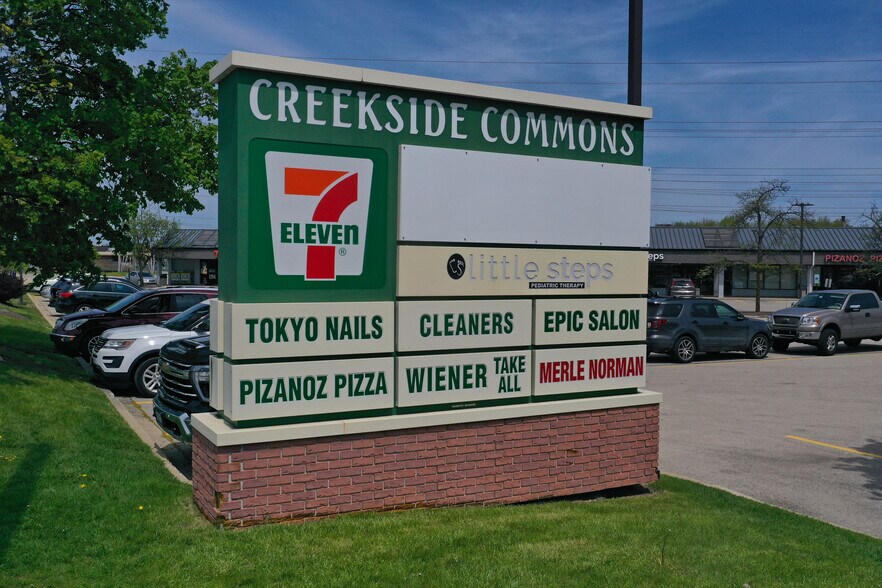 CREEKSIDE COMMONS
7
ELEVEN
®
little steps
PEDIATRIC THERAPY
TOKYO NAILS
CLEANERS
EPIC SALON
PIZANOZ PIZZA
WIENER TAKE
ALL
MERLE NORMAN
PIZANOZ